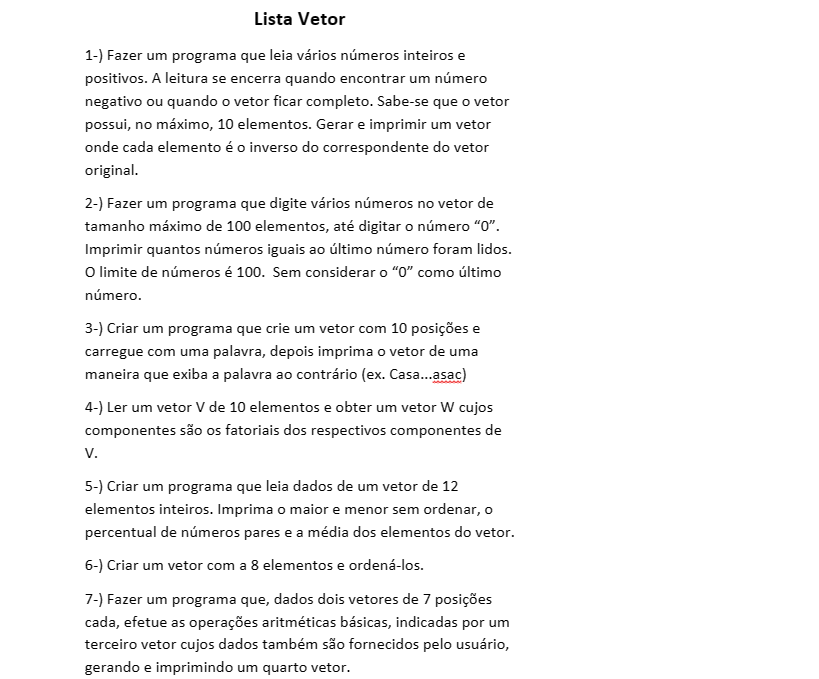 Lista Vetor
1-) Fazer um programa que leia vários números inteiros e
positivos. A leitura se encerra quando encontrar um número
negativo ou quando o vetor ficar completo. Sabe-se que o vetor
possui, no máximo, 10 elementos. Gerar e imprimir um vetor
onde cada elemento é o inverso do correspondente do vetor
original.
2-) Fazer um programa que digite vários números no vetor de
tamanho máximo de 100 elementos, até digitar o número “0”.
Imprimir quantos números iguais ao último número foram lidos.
O limite de números é 100.  Sem considerar o “0” como último
número.
3-) Criar um programa que crie um vetor com 10 posições e
carregue com uma palavra, depois imprima o vetor de uma
maneira que exiba a palavra ao contrário (ex. Casa...asac)
4-) Ler um vetor V de 10 elementos e obter um vetor W cujos
componentes são os fatoriais dos respectivos componentes de
V.
5-) Criar um programa que leia dados de um vetor de 12
elementos inteiros. Imprima o maior e menor sem ordenar, o
percentual de números pares e a média dos elementos do vetor.
6-) Criar um vetor com a 8 elementos e ordená-los.
7-) Fazer um programa que, dados dois vetores de 7 posições
cada, efetue as operações aritméticas básicas, indicadas por um
terceiro vetor cujos dados também são fornecidos pelo usuário,
gerando e imprimindo um quarto vetor.